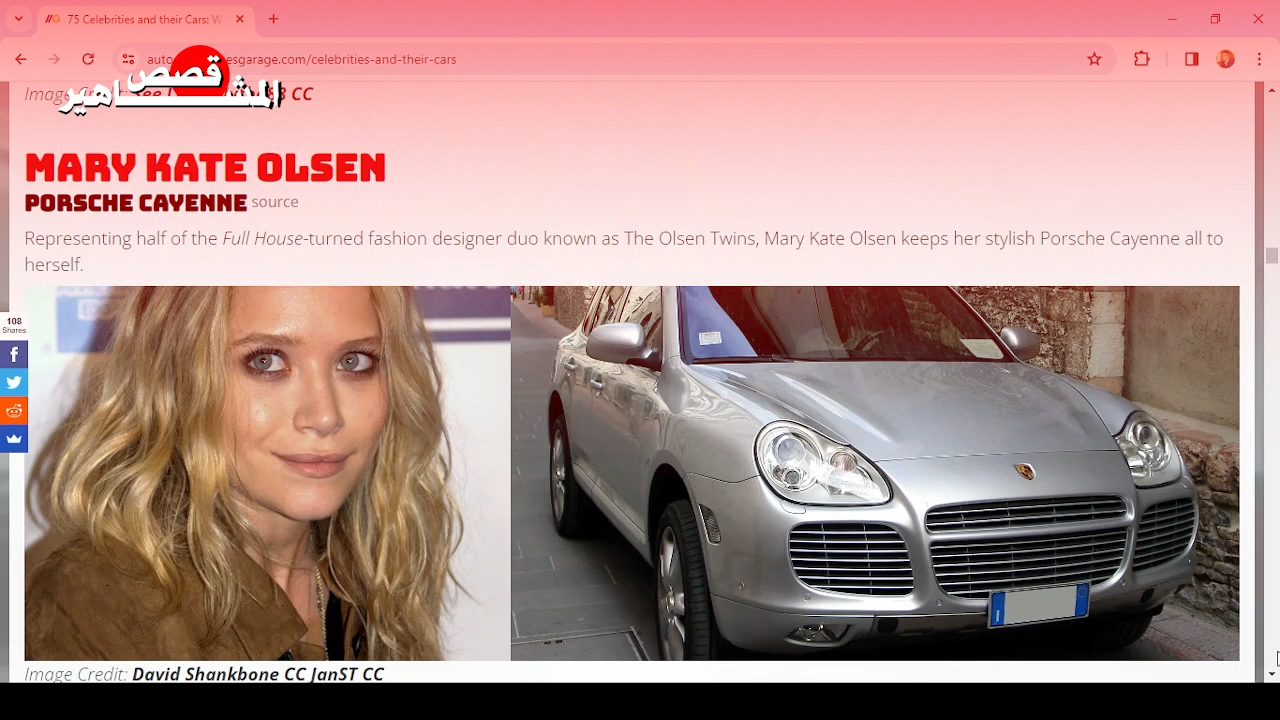 75 Celebrities and their Cars: W
esgarage.com/celebrities-and-their-cars
قصص
المشاهير
Image
CC
MARY KATE OLSEN
PORSCHE CAYENNE source
Representing half of the Full House-turned fashion designer duo known as The Olsen Twins, Mary Kate Olsen keeps her stylish Porsche Cayenne all to
herself.
108
Shares
Image Credit: David Shankbone CC JanST CC